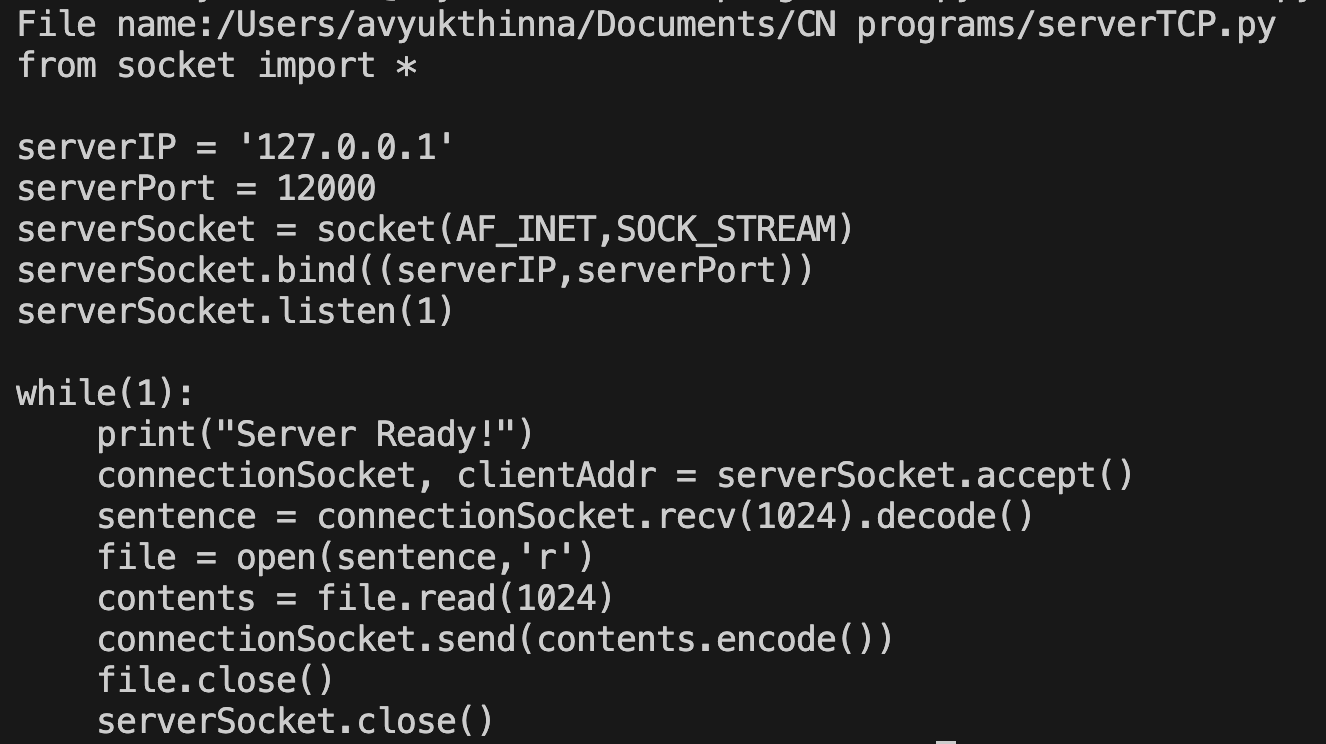 File name:/Users/avyukthinna/Documents/CN programs/serverTCP.py
from socket import *

serverIP = '127.0.0.1'
serverPort = 12000
serverSocket = socket(AF_INET,SOCK_STREAM)
serverSocket.bind((serverIP,serverPort))
serverSocket.listen(1)

while(1):
    print("Server Ready!")
    connectionSocket, clientAddr = serverSocket.accept()
    sentence = connectionSocket.recv(1024).decode()
    file = open(sentence,'r')
    contents = file.read(1024)
    connectionSocket.send(contents.encode())
    file.close()
    serverSocket.close()